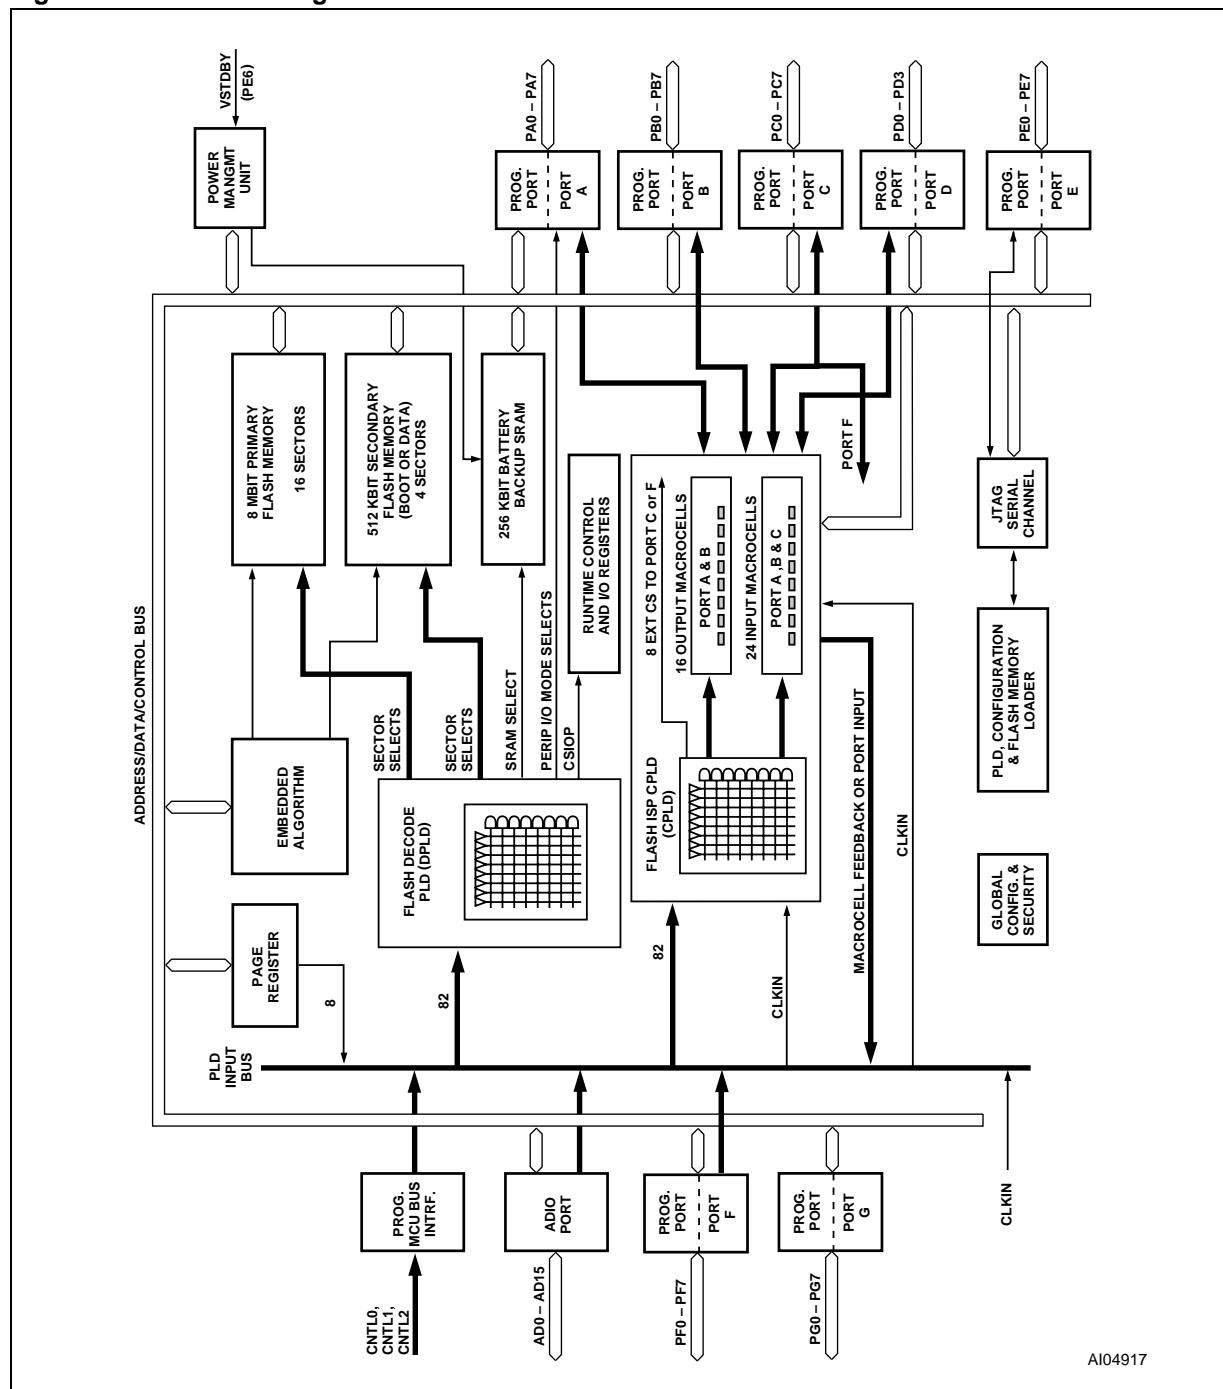 VSTDBY
(PE6)
PA0 – PA7
PB0 – PB7
PC0 – PC7
PD0 – PD3
PE0 – PE7
POWER
MANGMT
UNIT
PROG.
PORT
PORT
A
PROG.
PORT
PORT
B
PROG.
PORT
PORT
C
PROG.
PORT
PORT
D
PROG.
PORT
PORT
E
8 MBIT PRIMARY
FLASH MEMORY
16 SECTORS
512 KBIT SECONDARY
FLASH MEMORY
(BOOT OR DATA)
4 SECTORS
256 KBIT BATTERY
BACKUP SRAM
RUNTIME CONTROL
AND I/O REGISTERS
PORT F
8 EXT CS TO PORT C or F
16 OUTPUT MACROCELLS
PORT A & B
24 INPUT MACROCELLS
PORT A ,B & C
JTAG
SERIAL
CHANNEL
ADDRESS/DATA/CONTROL BUS
SECTOR
SELECTS
SECTOR
SELECTS
SRAM SELECT
PERIP I/O MODE SELECTS
CSIOP
EMBEDDED
ALGORITHM
FLASH DECODE
PLD (DPLD)
FLASH ISP CPLD
(CPLD)
MACROCELL FEEDBACK OR PORT INPUT
CLKIN
PLD, CONFIGURATION
& FLASH MEMORY
LOADER
GLOBAL
CONFIG. &
SECURITY
PAGE
REGISTER
8
82
82
CLKIN
PLD
INPUT
BUS
PROG.
MCU BUS
INTRF.
ADIO
PORT
PROG.
PORT
PORT
F
PROG.
PORT
PORT
G
CLKIN
CNTL0,
CNTL1,
CNTL2
AD0 – AD15
PF0 – PF7
PG0 – PG7
AI04917